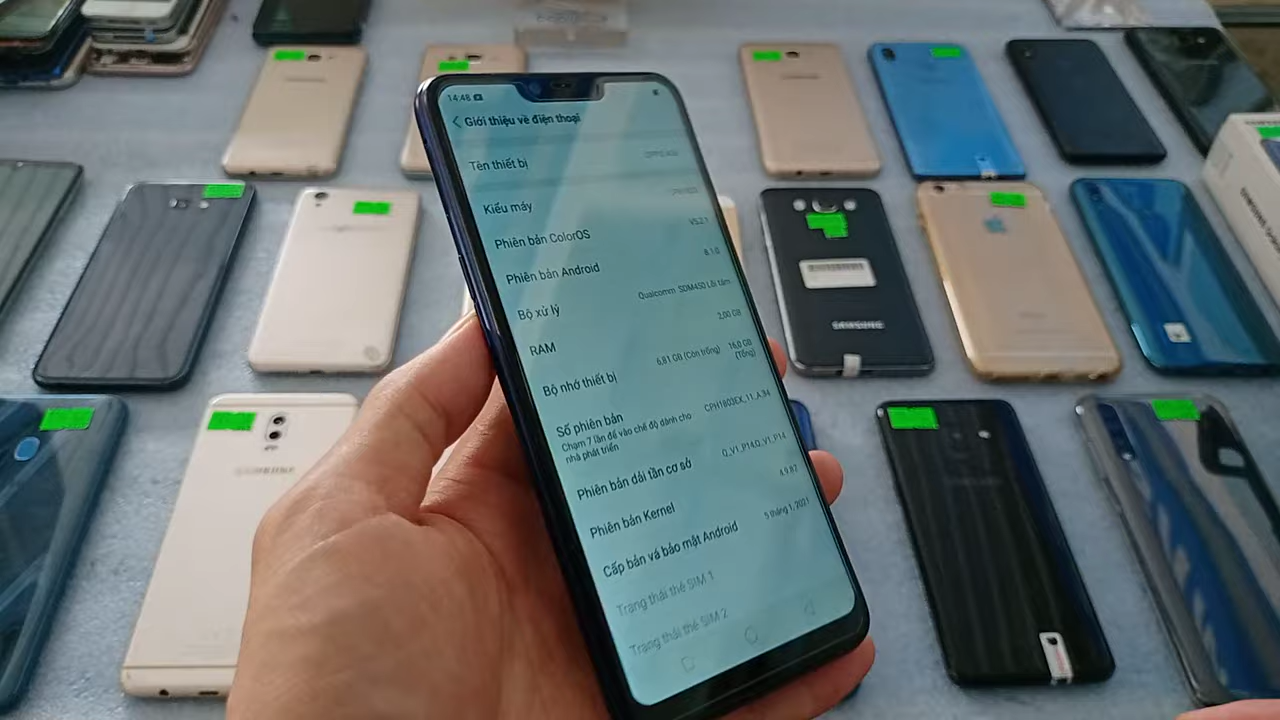 14:48
Giới thiệu về điện thoại
Tên thiết bị
Kiểu máy
Phiên bản ColorOS V5.2.1
Phiên bản Android 8.1.0
Bộ xử lý Qualcomm SDM450 Lõi tám
RAM 2,00 GB
Bộ nhớ thiết bị 6,81 GB (Còn trống) 16,0 GB (Tổng)
Số phiên bản CPH1803EX_11_A.34
Chạm 7 lần để vào chế độ dành cho
nhà phát triển
Phiên bản dải tần cơ sở Q_V1_P14,Q_V1_P14
Phiên bản Kernel 4.9.82
Cấp bản vá bảo mật Android 5 tháng 1, 2021
Trạng thái thẻ SIM 1
Trạng thái thẻ SIM 2
SAMSUNG